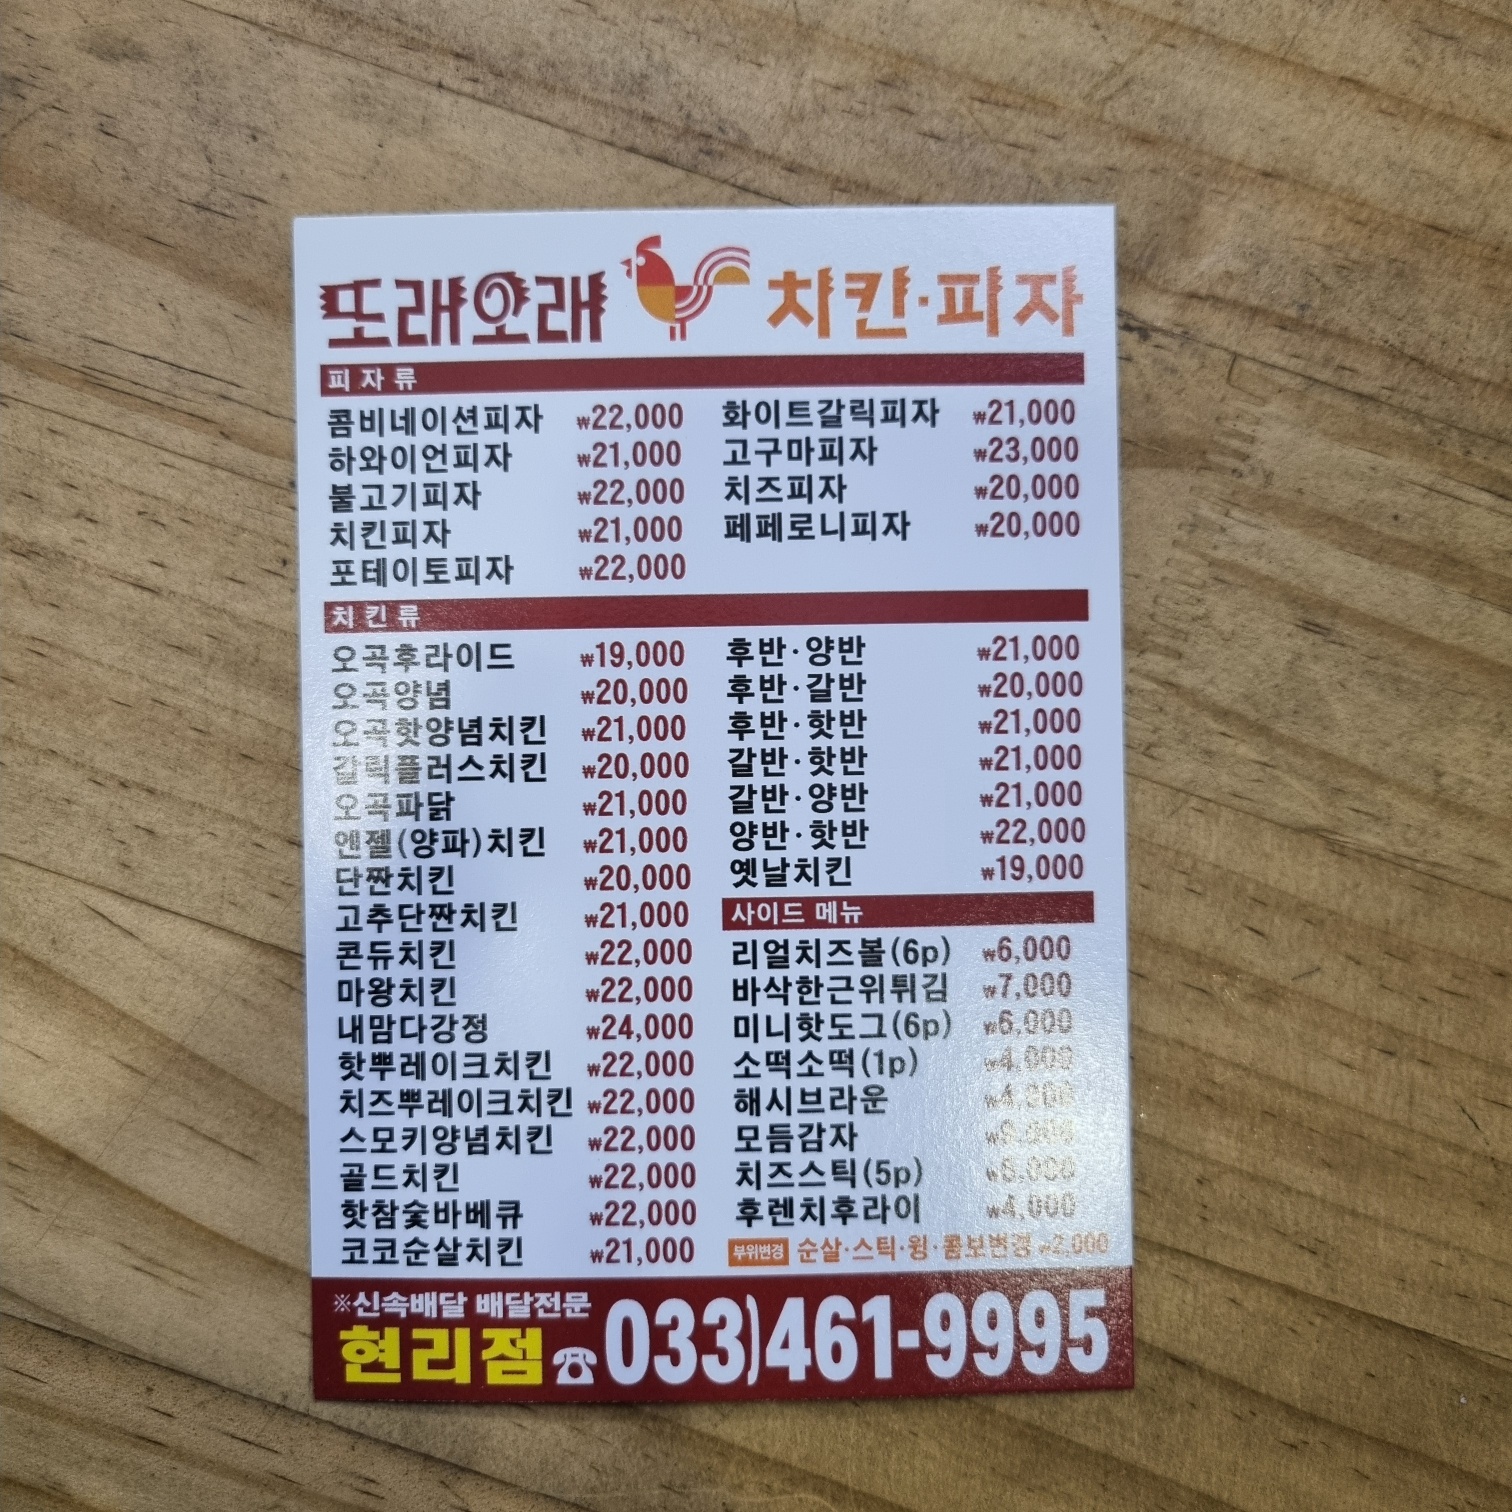 또래오래 치킨·피자
피자류
콤비네이션피자 ₩22,000
하와이언피자 ₩21,000
불고기피자 ₩22,000
치킨피자 ₩21,000
포테이토피자 ₩22,000
화이트갈릭피자 ₩21,000
고구마피자 ₩23,000
치즈피자 ₩20,000
페페로니피자 ₩20,000
치킨류
오곡후라이드 ₩19,000
오곡양념 ₩20,000
오곡핫양념치킨 ₩21,000
갈릭플러스치킨 ₩20,000
오곡파닭 ₩21,000
엔젤(양파)치킨 ₩21,000
단짠치킨 ₩20,000
고추단짠치킨 ₩21,000
콘듀치킨 ₩22,000
마왕치킨 ₩22,000
내맘다강정 ₩24,000
핫뿌레이크치킨 ₩22,000
치즈뿌레이크치킨 ₩22,000
스모키양념치킨 ₩22,000
골드치킨 ₩22,000
핫참숯바베큐 ₩22,000
코코순살치킨 ₩21,000
후반·양반 ₩21,000
후반·갈반 ₩20,000
후반·핫반 ₩21,000
갈반·핫반 ₩21,000
갈반·양반 ₩21,000
양반·핫반 ₩22,000
옛날치킨 ₩19,000
사이드 메뉴
리얼치즈볼(6p) ₩6,000
바삭한근위튀김 ₩7,000
미니핫도그(6p) ₩6,000
소떡소떡(1p) ₩4,000
해시브라운
모듬감자
치즈스틱(5p)
후렌치후라이 ₩4,000
부위변경 순살·스틱·윙·콤보변경 ₩2,000
※신속배달 배달전문
현리점 ☎033)461-9995